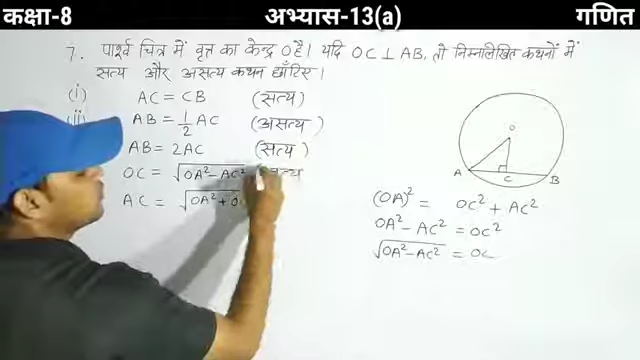 कक्षा-8 अभ्यास-13(a) गणित
7. पार्श्व चित्र में वृत्त का केन्द्र O है। यदि OC ⊥ AB, तो निम्नलिखित कथनों में
सत्य और असत्य कथन छाँटिए।
(i) AC = CB (सत्य)
(ii) AB = 1/2 AC (असत्य)
AB = 2AC (सत्य)
OC = √OA² - AC²
AC = √OA² +
O
A C B
(OA)² = OC² + AC²
OA² - AC² = OC²
√OA² - AC² = OC